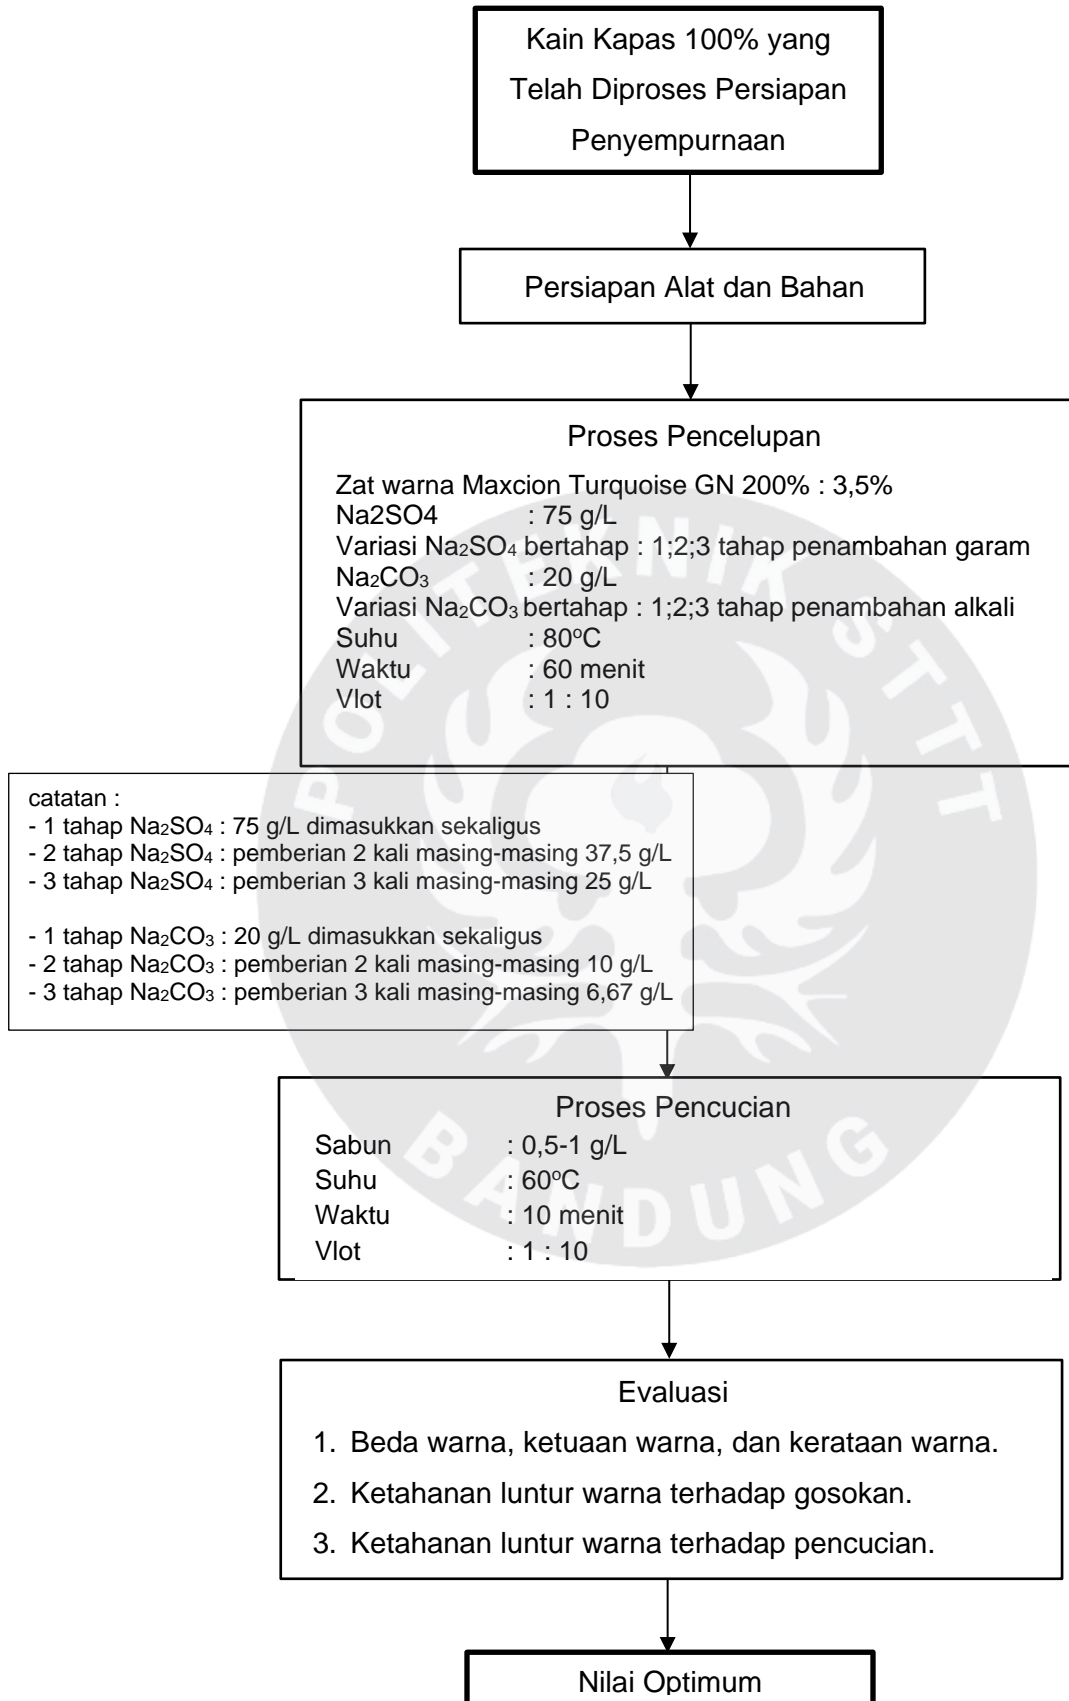 Kain Kapas 100% yang
Telah Diproses Persiapan
Penyempurnaan
Persiapan Alat dan Bahan
Proses Pencelupan
Zat warna Maxcion Turquoise GN 200% : 3,5%
Na2SO4 : 75 g/L
Variasi Na₂SO₄ bertahap : 1;2;3 tahap penambahan garam
Na₂CO₃ : 20 g/L
Variasi Na₂CO₃ bertahap : 1;2;3 tahap penambahan alkali
Suhu : 80ºC
Waktu : 60 menit
Vlot : 1 : 10
catatan :
- 1 tahap Na₂SO₄ : 75 g/L dimasukkan sekaligus
- 2 tahap Na₂SO₄ : pemberian 2 kali masing-masing 37,5 g/L
- 3 tahap Na₂SO₄ : pemberian 3 kali masing-masing 25 g/L
- 1 tahap Na₂CO₃ : 20 g/L dimasukkan sekaligus
- 2 tahap Na₂CO₃ : pemberian 2 kali masing-masing 10 g/L
- 3 tahap Na₂CO₃ : pemberian 3 kali masing-masing 6,67 g/L
Proses Pencucian
Sabun : 0,5-1 g/L
Suhu : 60ºC
Waktu : 10 menit
Vlot : 1 : 10
Evaluasi
1. Beda warna, ketuaan warna, dan kerataan warna.
2. Ketahanan luntur warna terhadap gosokan.
3. Ketahanan luntur warna terhadap pencucian.
Nilai Optimum
POLITEKNIK STTT
BANDUNG